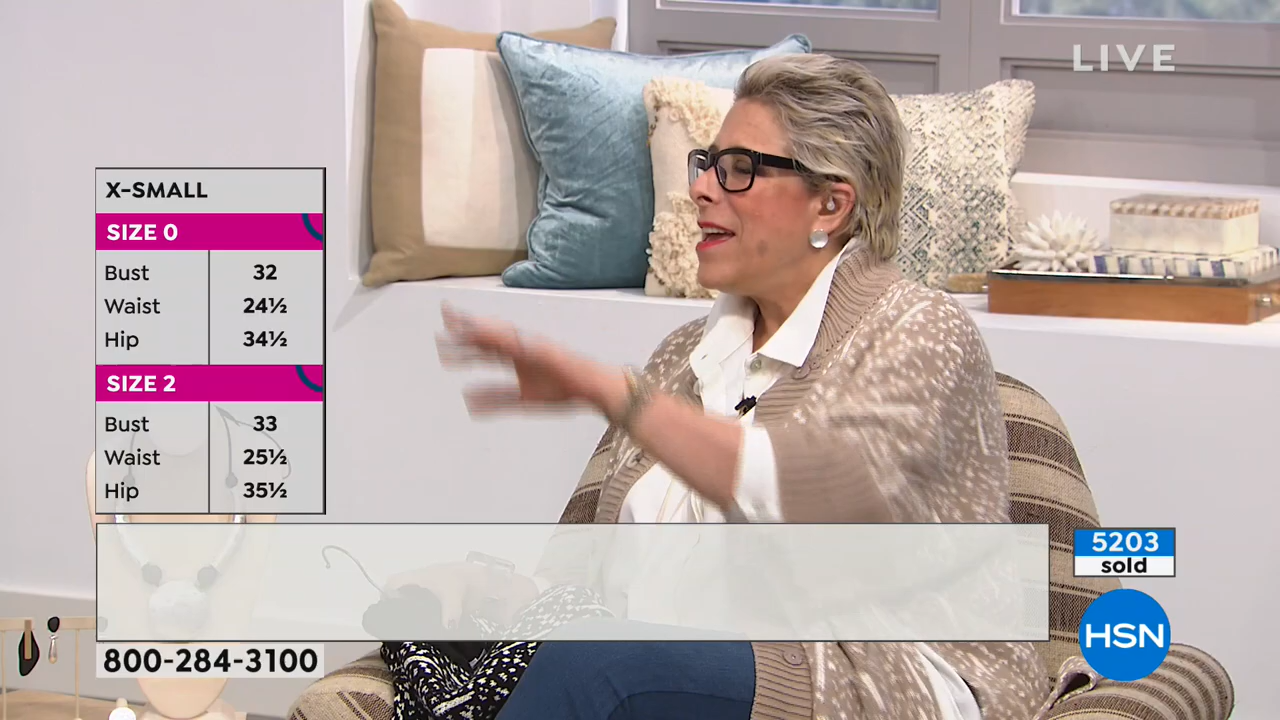 LIVE
X-SMALL
SIZE 0
Bust 32
Waist 24½
Hip 34½
SIZE 2
Bust 33
Waist 25½
Hip 35½
5203
sold
HSN
800-284-3100